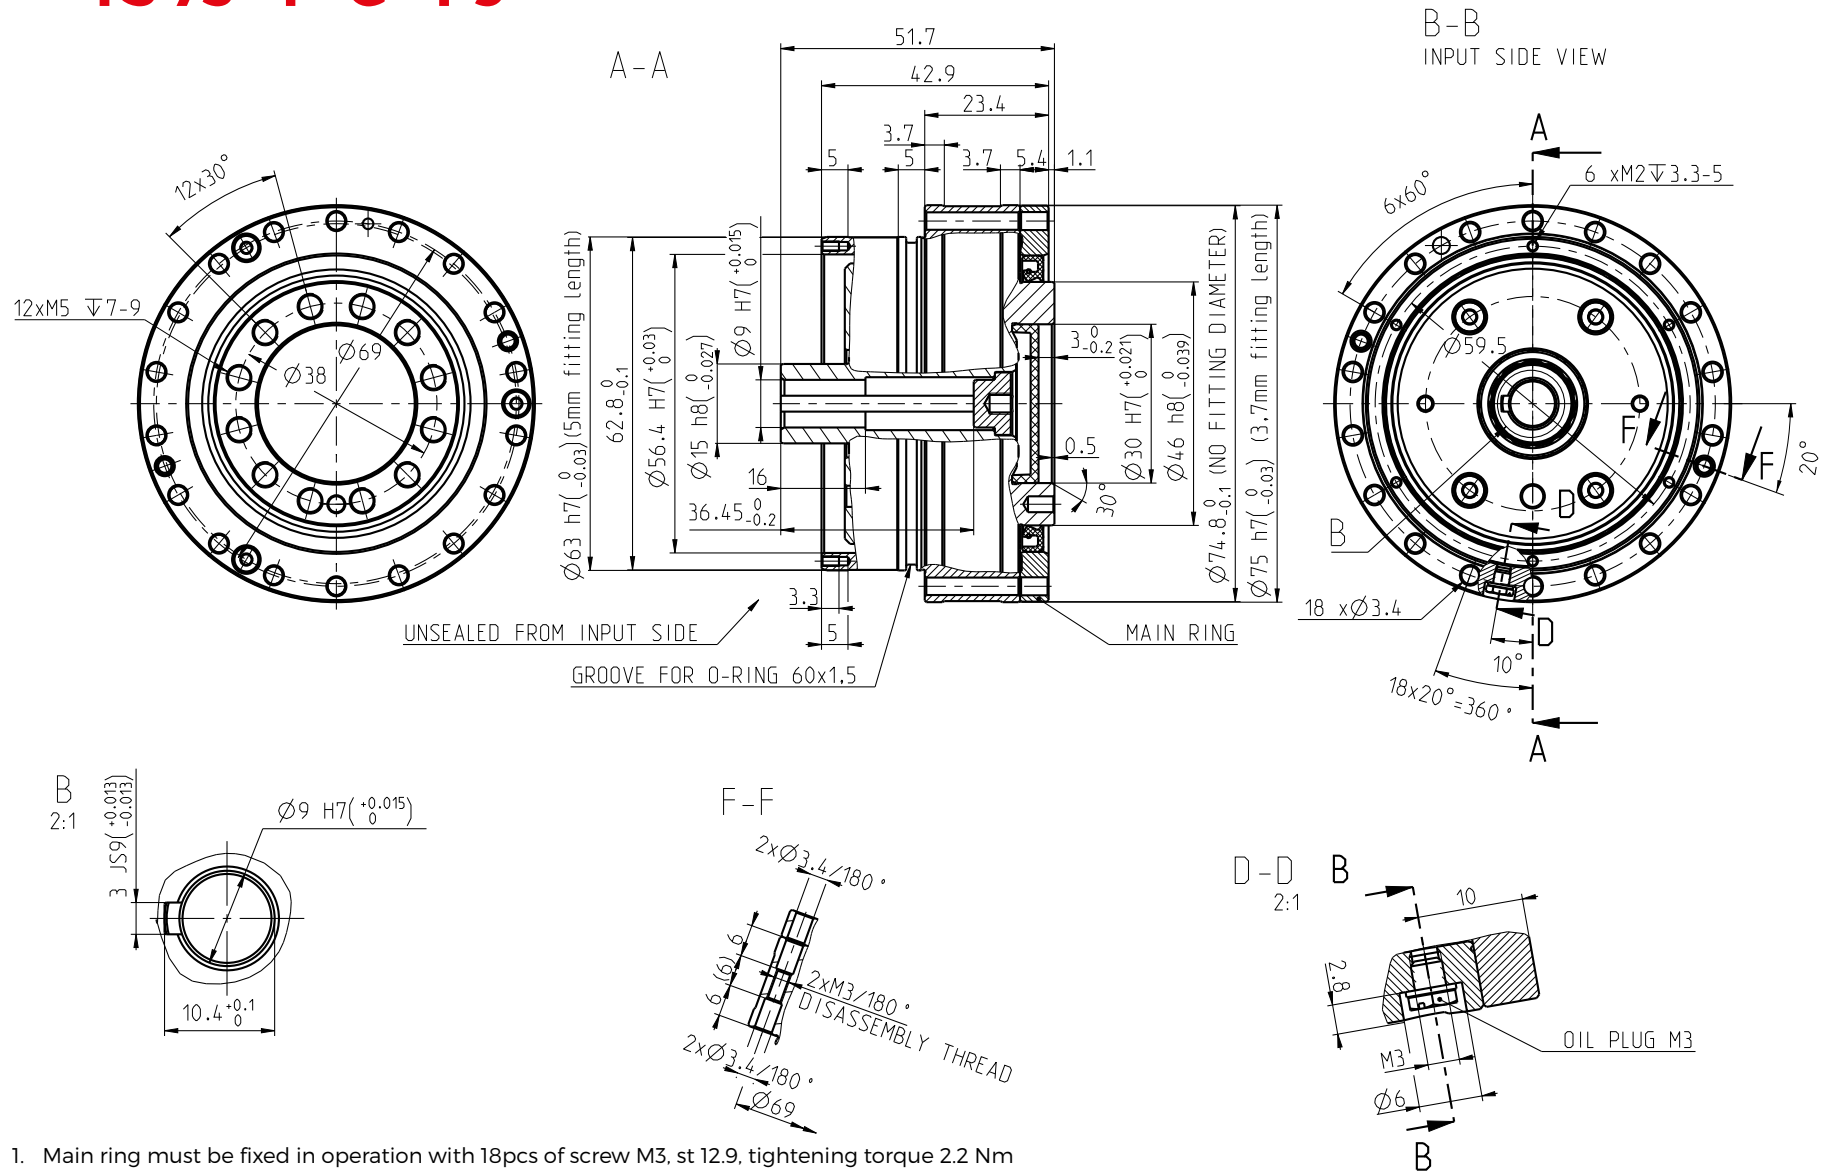 A-A
51.7
42.9
23.4
3.7
5
5
3.7
5.4
1.1
B-B
INPUT SIDE VIEW
A
6 xM2↧3.3-5
6x60°
12x30°
12xM5 ↧7-9
Ø69
Ø38
Ø63 h7( 0 -0.03)(5mm fitting length)
62.8 0 -0.1
Ø56.4 H7( +0.03 0)
Ø15 h8( 0 -0.027)
Ø9 H7( +0.015 0)
16
36.45 0 -0.2
3.3
5
3 0 -0.2
0.5
30°
Ø30 H7( +0.021 0)
Ø46 h8( 0 -0.039)
Ø74.8 0 -0.1 (NO FITTING DIAMETER)
Ø75 h7( 0 -0.03) (3,7mm fitting length)
Ø59.5
F
F
20°
B
D
D
18 xØ3.4
10°
18x20°=360°
A
UNSEALED FROM INPUT SIDE
MAIN RING
GROOVE FOR O-RING 60x1,5
B
2:1
3 JS9( +0.013 -0.013)
Ø9 H7( +0.015 0)
10.4 +0.1 0
F-F
2xØ3.4/180°
6
(6)
6
2xM3/180°
DISASSEMBLY THREAD
2xØ3.4/180°
Ø69
D-D
2:1
B
10
2.8
OIL PLUG M3
M3
Ø6
B
1. Main ring must be fixed in operation with 18pcs of screw M3, st 12.9, tightening torque 2.2 Nm